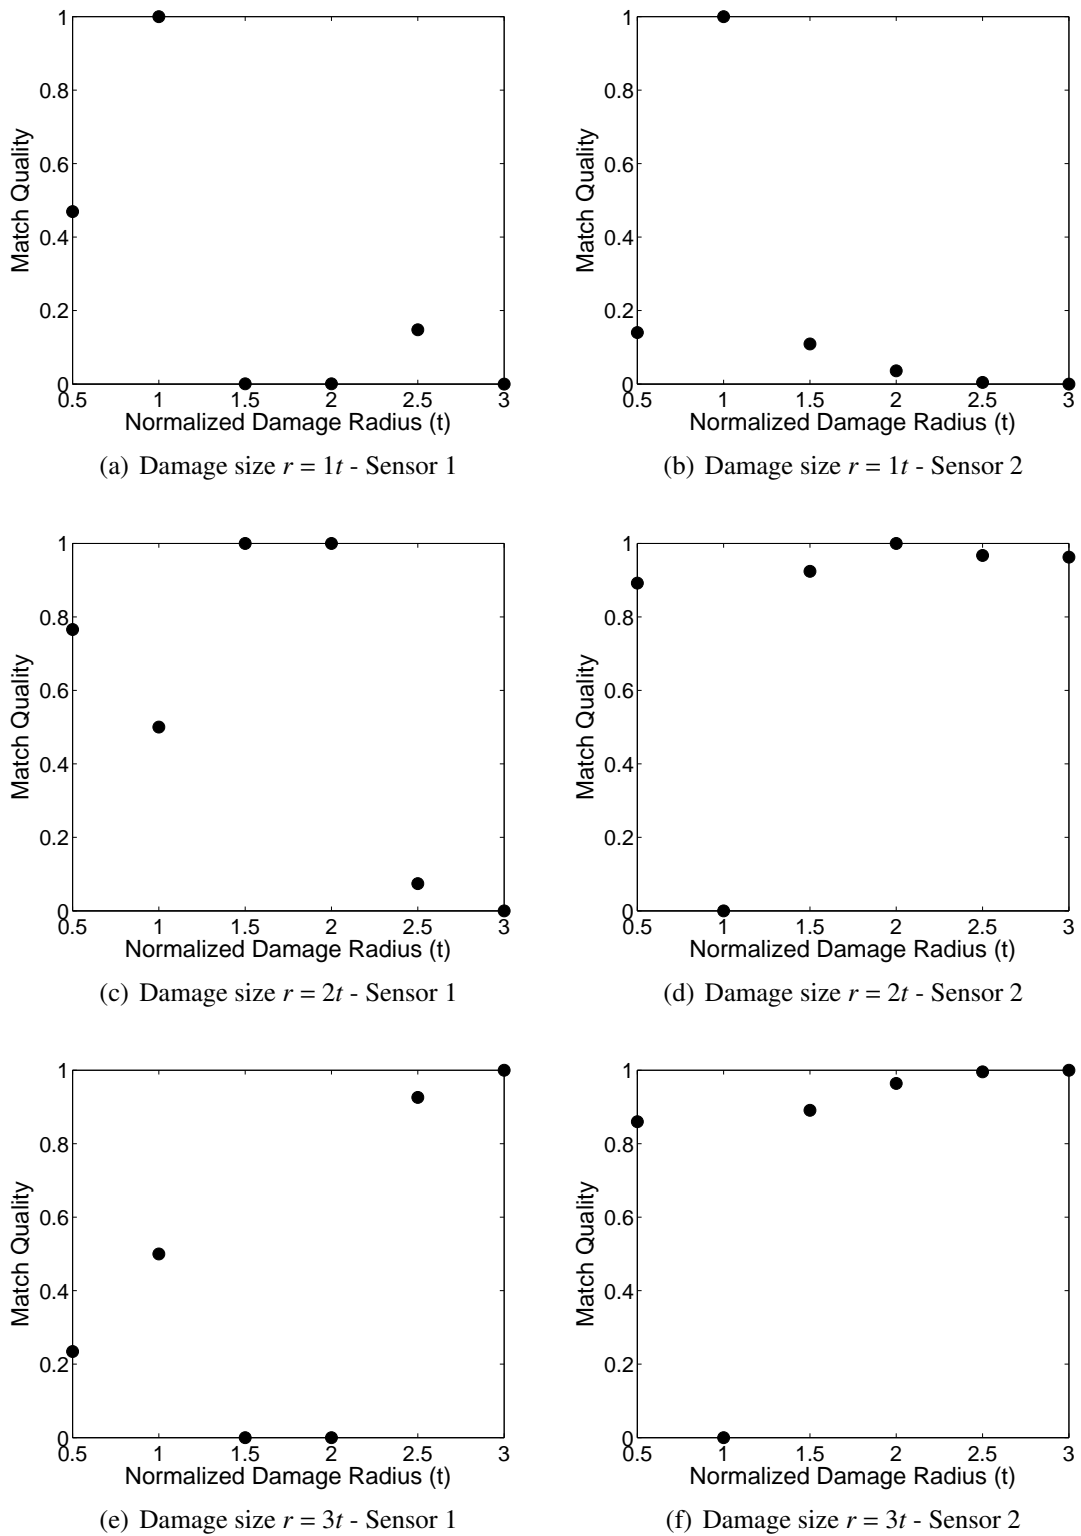 1
0.8
0.6
0.4
0.2
0
Match Quality
0.5 1 1.5 2 2.5 3
Normalized Damage Radius (t)
(a) Damage size r = 1t - Sensor 1
1
0.8
0.6
0.4
0.2
0
Match Quality
0.5 1 1.5 2 2.5 3
Normalized Damage Radius (t)
(b) Damage size r = 1t - Sensor 2
1
0.8
0.6
0.4
0.2
0
Match Quality
0.5 1 1.5 2 2.5 3
Normalized Damage Radius (t)
(c) Damage size r = 2t - Sensor 1
1
0.8
0.6
0.4
0.2
0
Match Quality
0.5 1 1.5 2 2.5 3
Normalized Damage Radius (t)
(d) Damage size r = 2t - Sensor 2
1
0.8
0.6
0.4
0.2
0
Match Quality
0.5 1 1.5 2 2.5 3
Normalized Damage Radius (t)
(e) Damage size r = 3t - Sensor 1
1
0.8
0.6
0.4
0.2
0
Match Quality
0.5 1 1.5 2 2.5 3
Normalized Damage Radius (t)
(f) Damage size r = 3t - Sensor 2